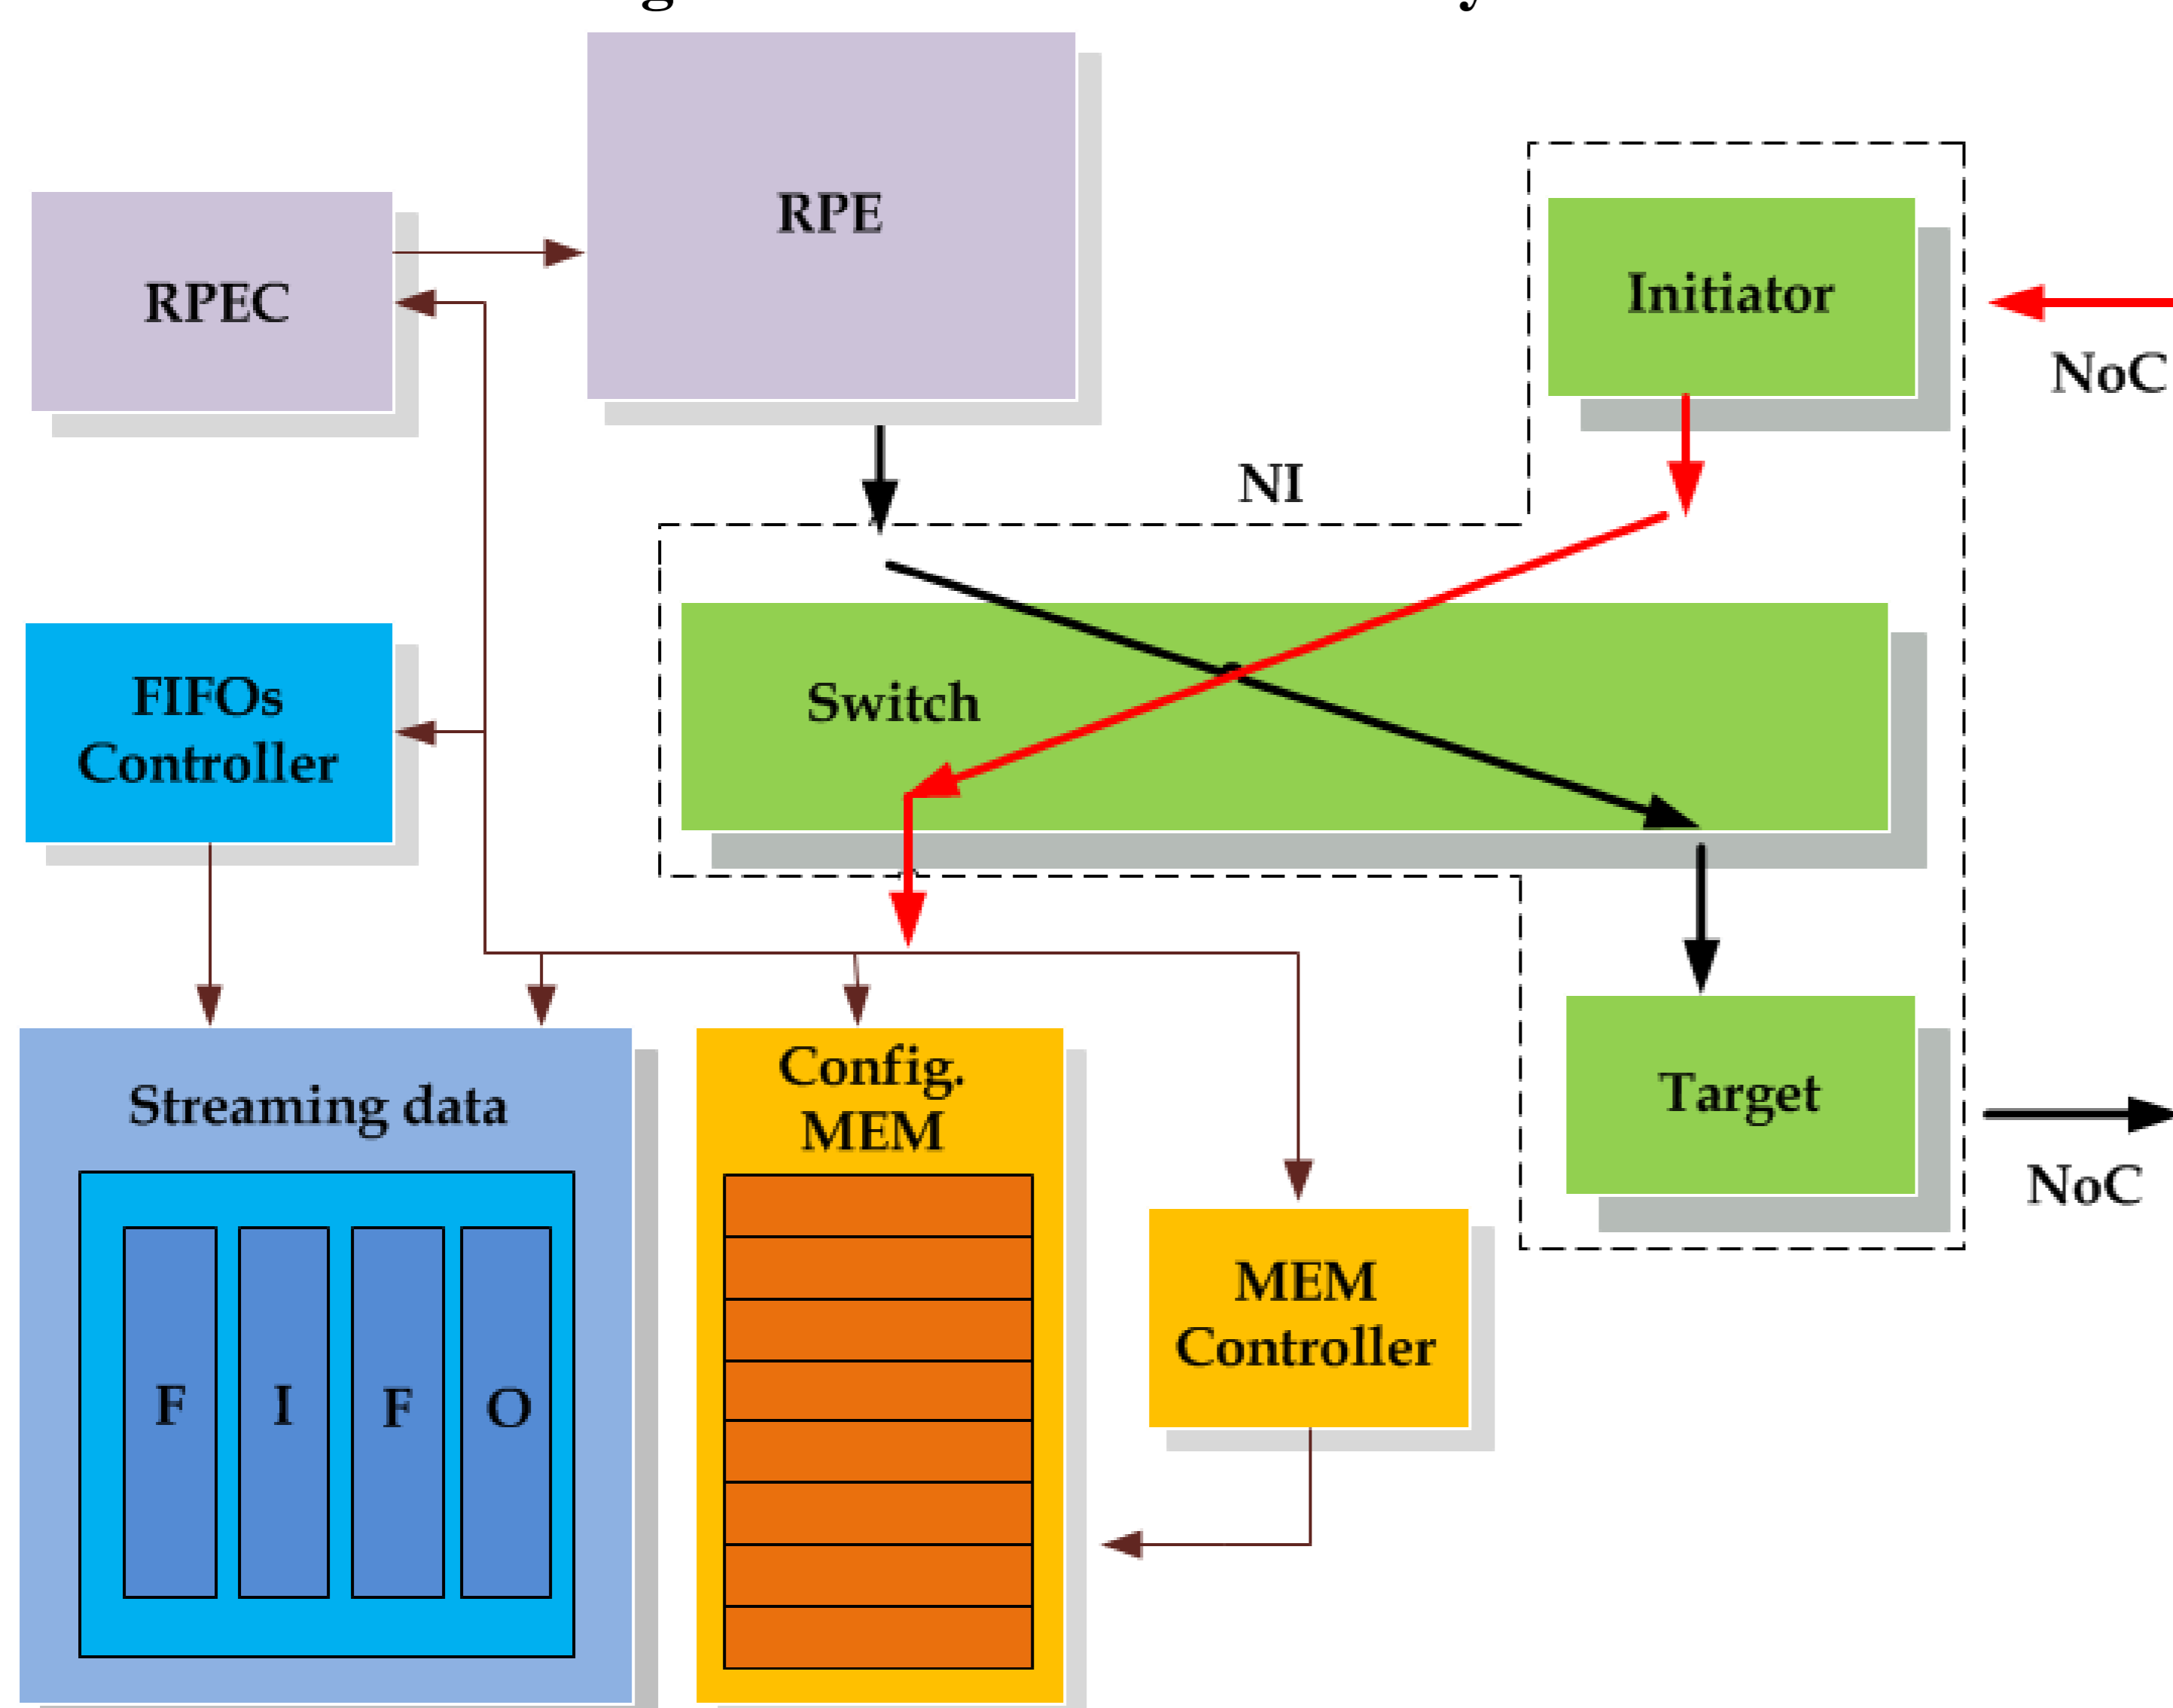 RPE
RPEC
Initiator
NoC
NI
FIFOs
Controller
Switch
Streaming data
F I F O
Config.
MEM
MEM
Controller
Target
NoC